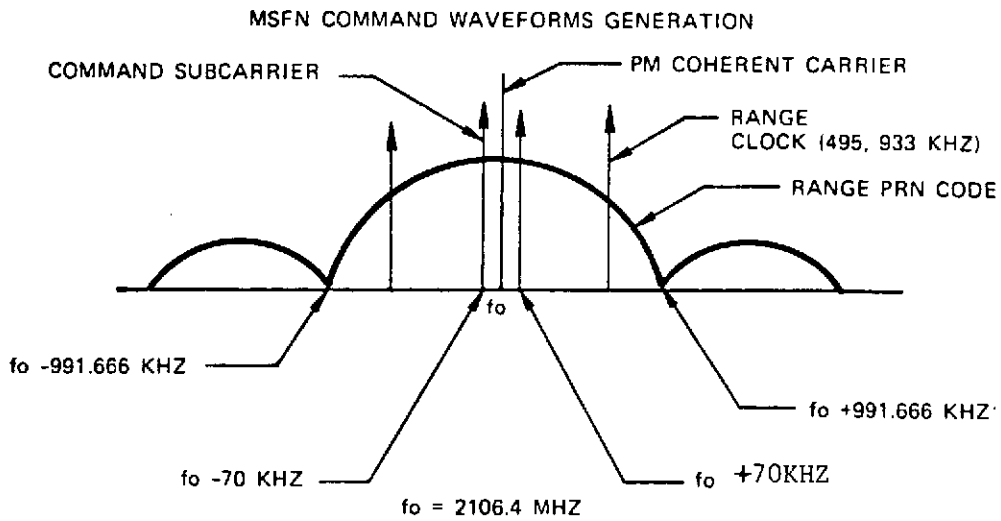 MSFN COMMAND WAVEFORMS GENERATION
COMMAND SUBCARRIER
PM COHERENT CARRIER
RANGE
CLOCK (495, 933 KHZ)
RANGE PRN CODE
fo
fo -991.666 KHZ
fo +991.666 KHZ
fo -70 KHZ
fo +70KHZ
fo = 2106.4 MHZ